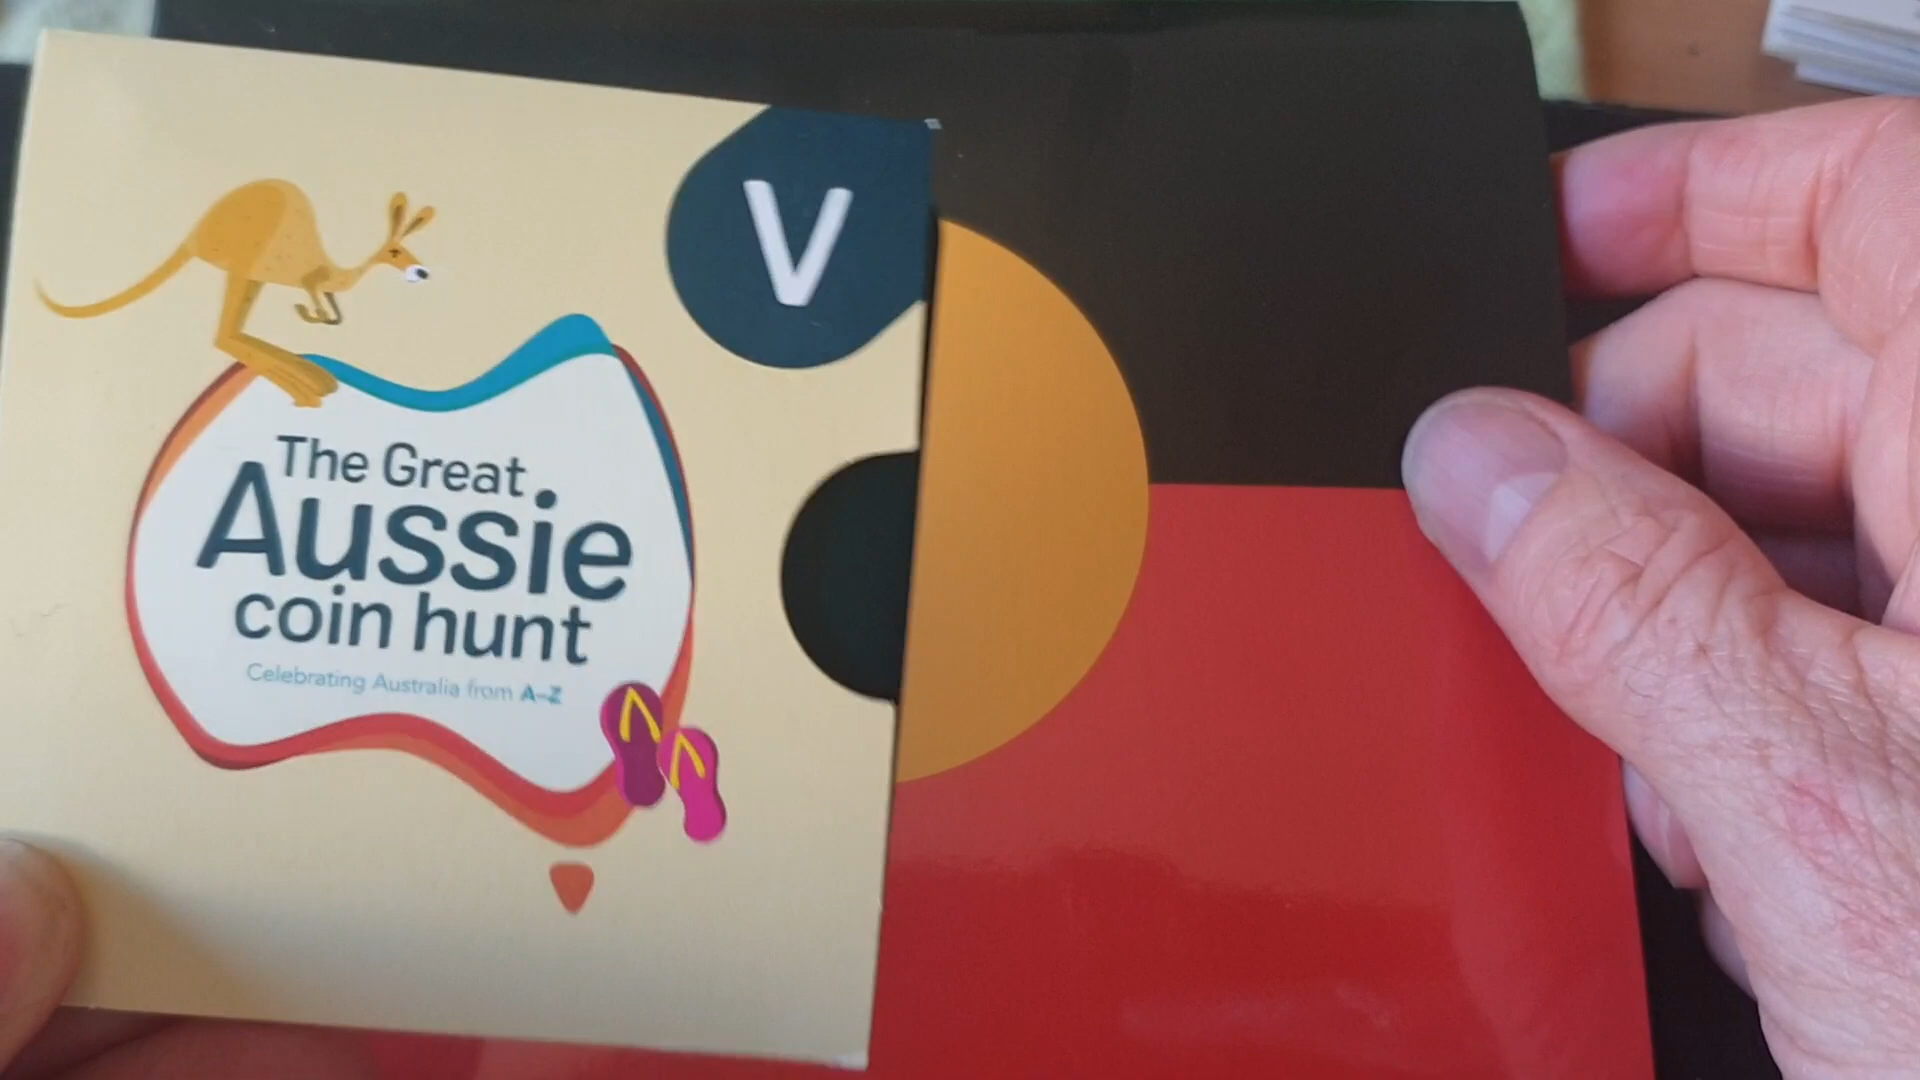 V
The Great
Aussie
coin hunt
Celebrating Australia from A–Z